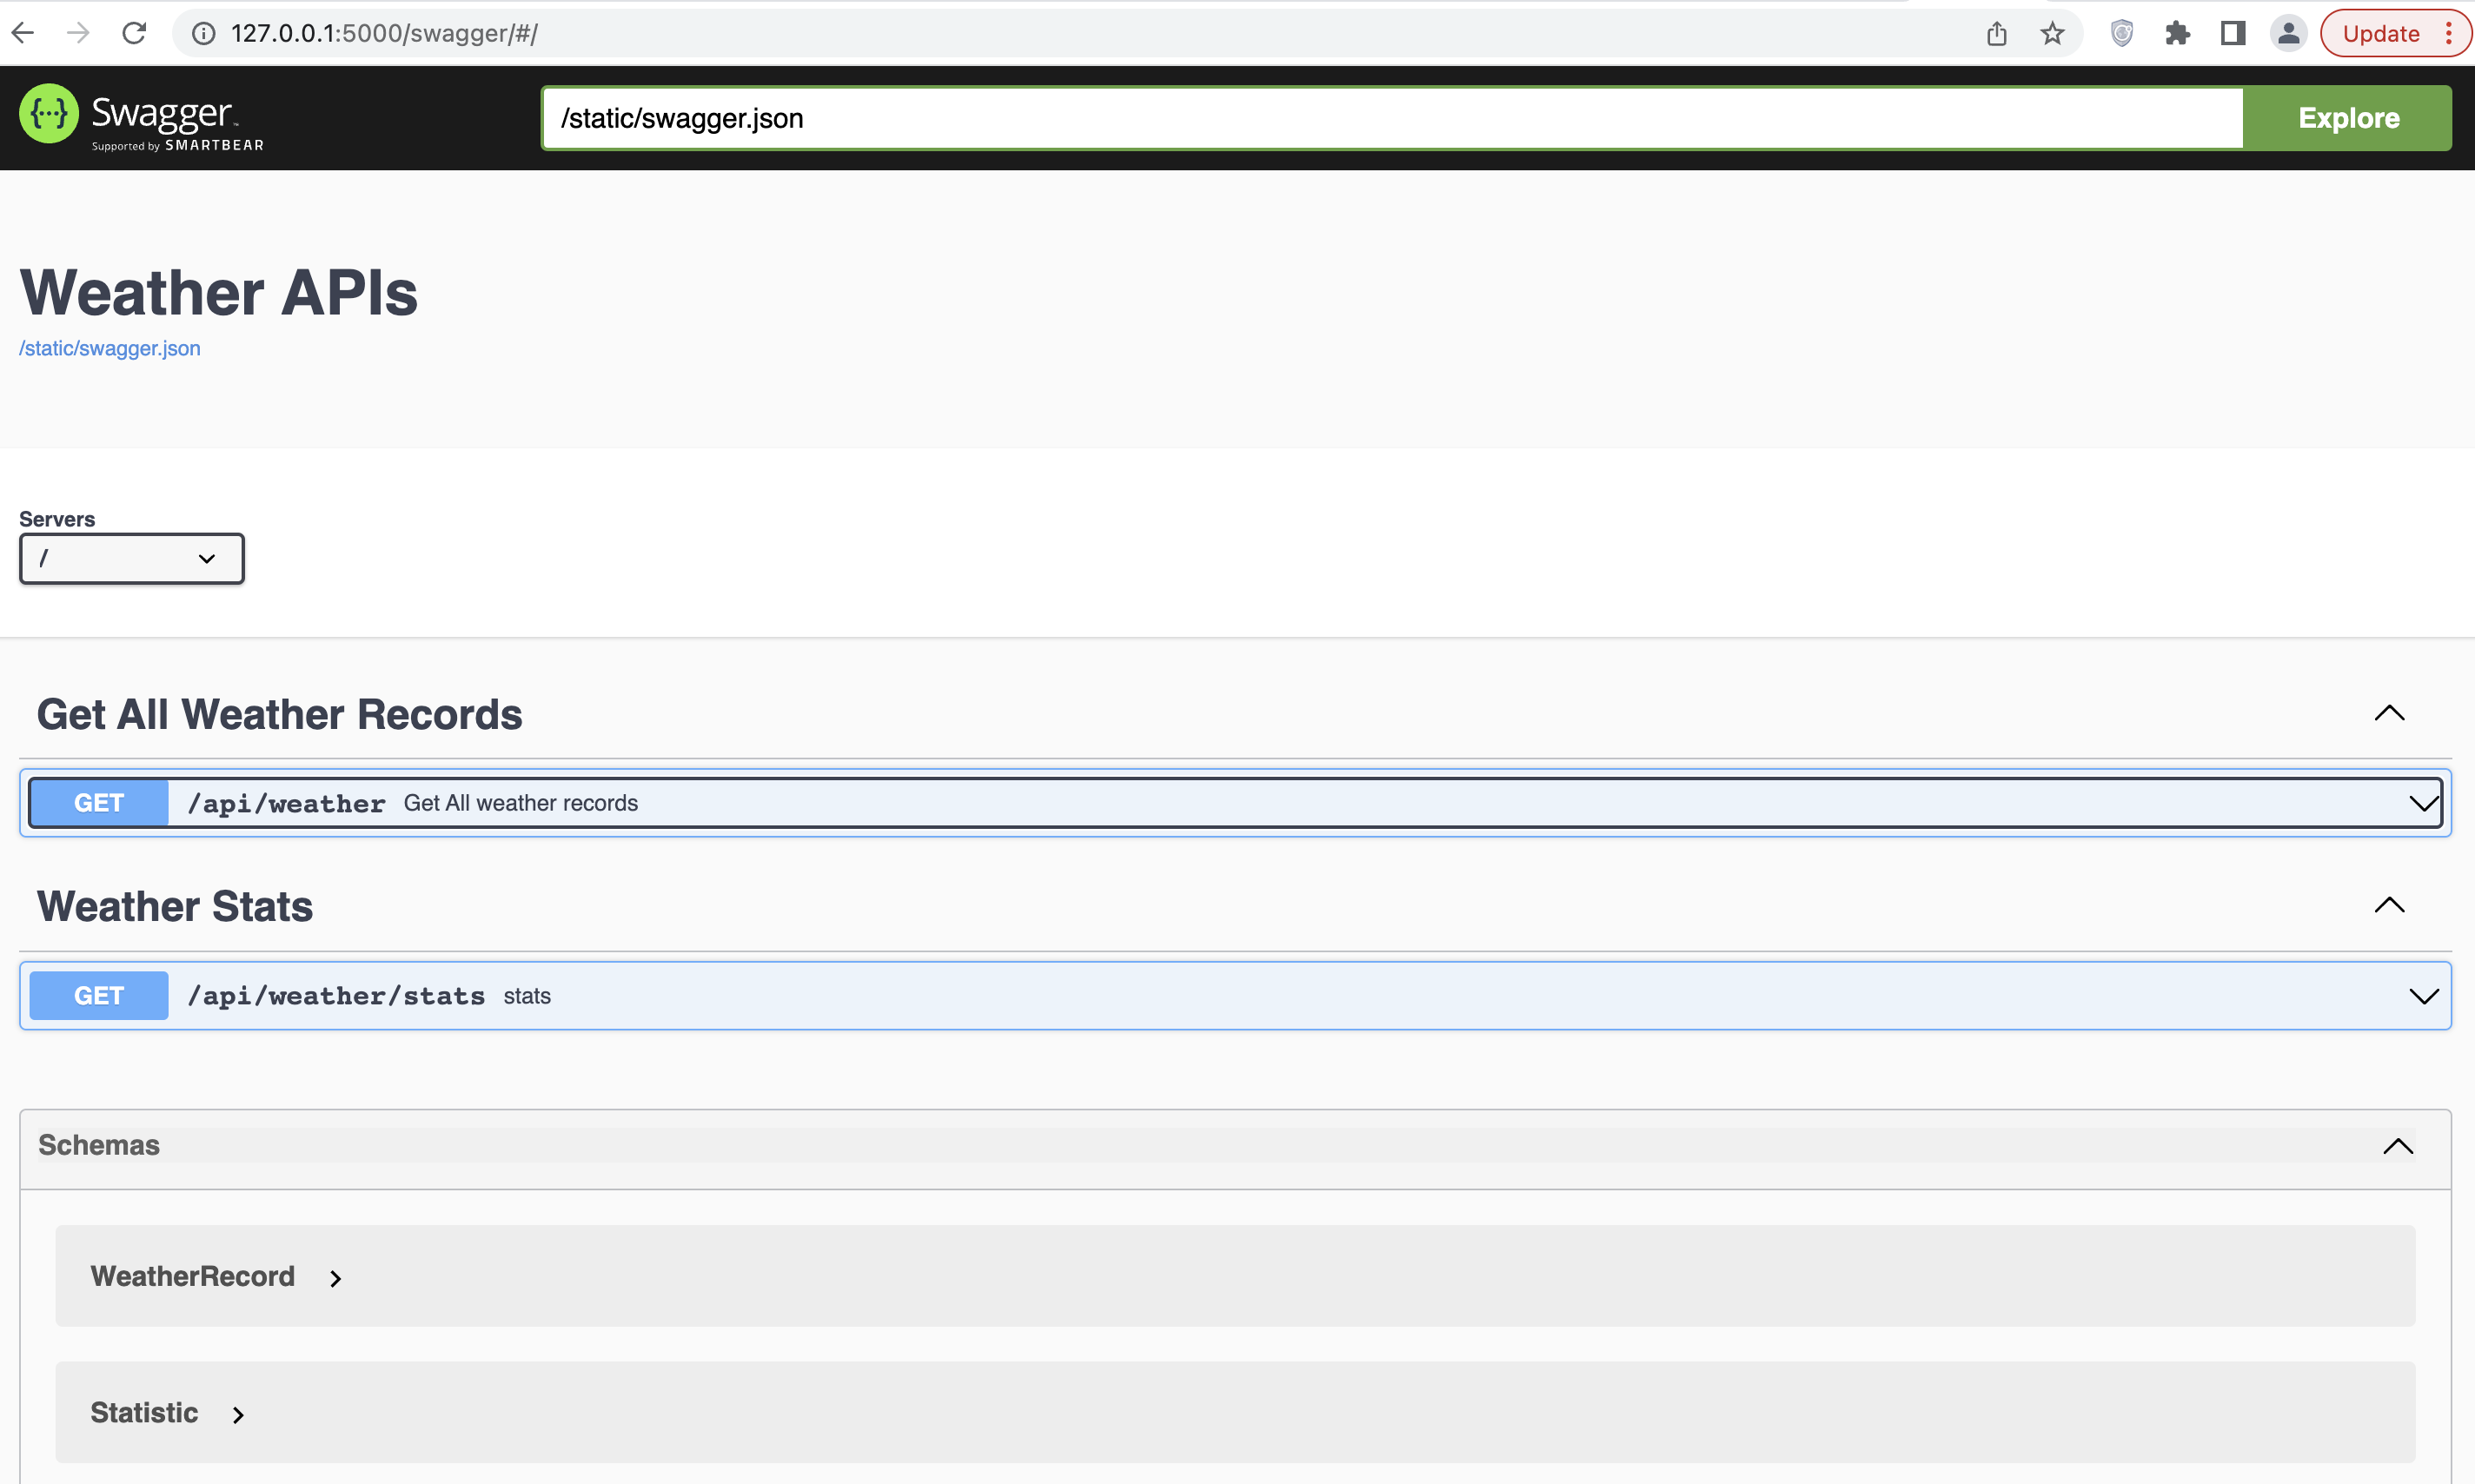 127.0.0.1:5000/swagger/#/
Update
{···} Swagger™
Supported by SMARTBEAR
/static/swagger.json
Explore
Weather APIs
/static/swagger.json
Servers
/
Get All Weather Records
GET /api/weather Get All weather records
Weather Stats
GET /api/weather/stats stats
Schemas
WeatherRecord
Statistic